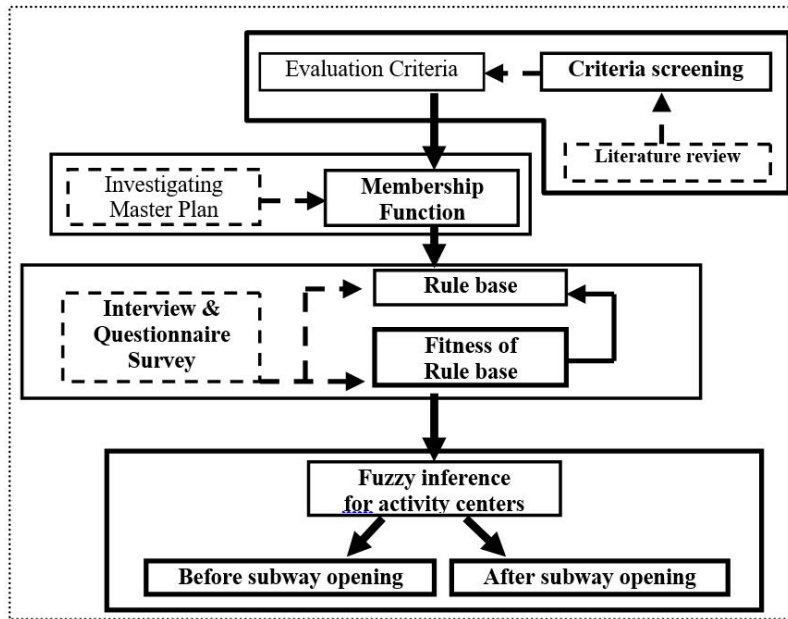 Evaluation Criteria
Criteria screening
Literature review
Investigating
Master Plan
Membership
Function
Interview &
Questionnaire
Survey
Rule base
Fitness of
Rule base
Fuzzy inference
for activity centers
Before subway opening
After subway opening